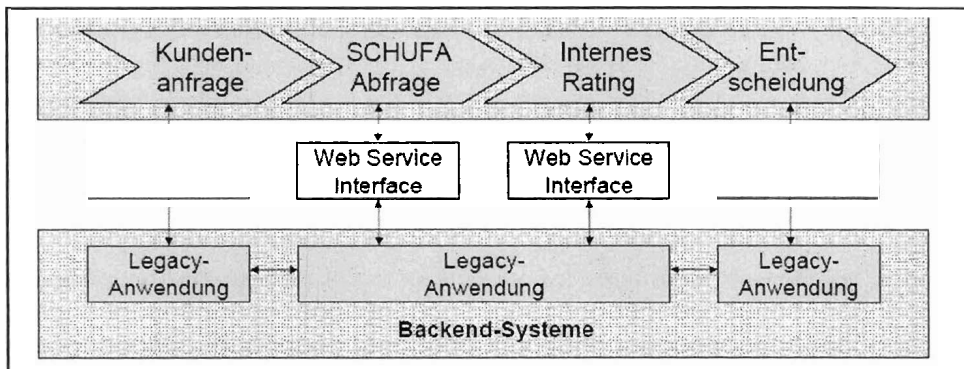 Kunden-
anfrage
SCHUFA
Abfrage
Internes
Rating
Ent-
scheidung
Web Service
Interface
Web Service
Interface
Legacy-
Anwendung
Legacy-
Anwendung
Legacy-
Anwendung
Backend-Systeme